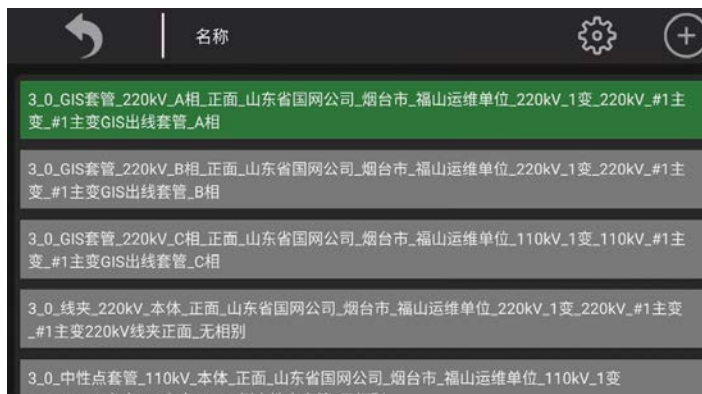 名称
3_0_GIS套管_220kV_A相_正面_山东省国网公司_烟台市_福山运维单位_220kV_1变_220kV_#1主
变_#1主变GIS出线套管_A相
3_0_GIS套管_220kV_B相_正面_山东省国网公司_烟台市_福山运维单位_220kV_1变_220kV_#1主
变_#1主变GIS出线套管_B相
3_0_GIS套管_220kV_C相_正面_山东省国网公司_烟台市_福山运维单位_110kV_1变_110kV_#1主
变_#1主变GIS出线套管_C相
3_0_线夹_220kV_本体_正面_山东省国网公司_烟台市_福山运维单位_220kV_1变_220kV_#1主变
_#1主变220kV线夹正面_无相别
3_0_中性点套管_110kV_本体_正面_山东省国网公司_烟台市_福山运维单位_110kV_1变